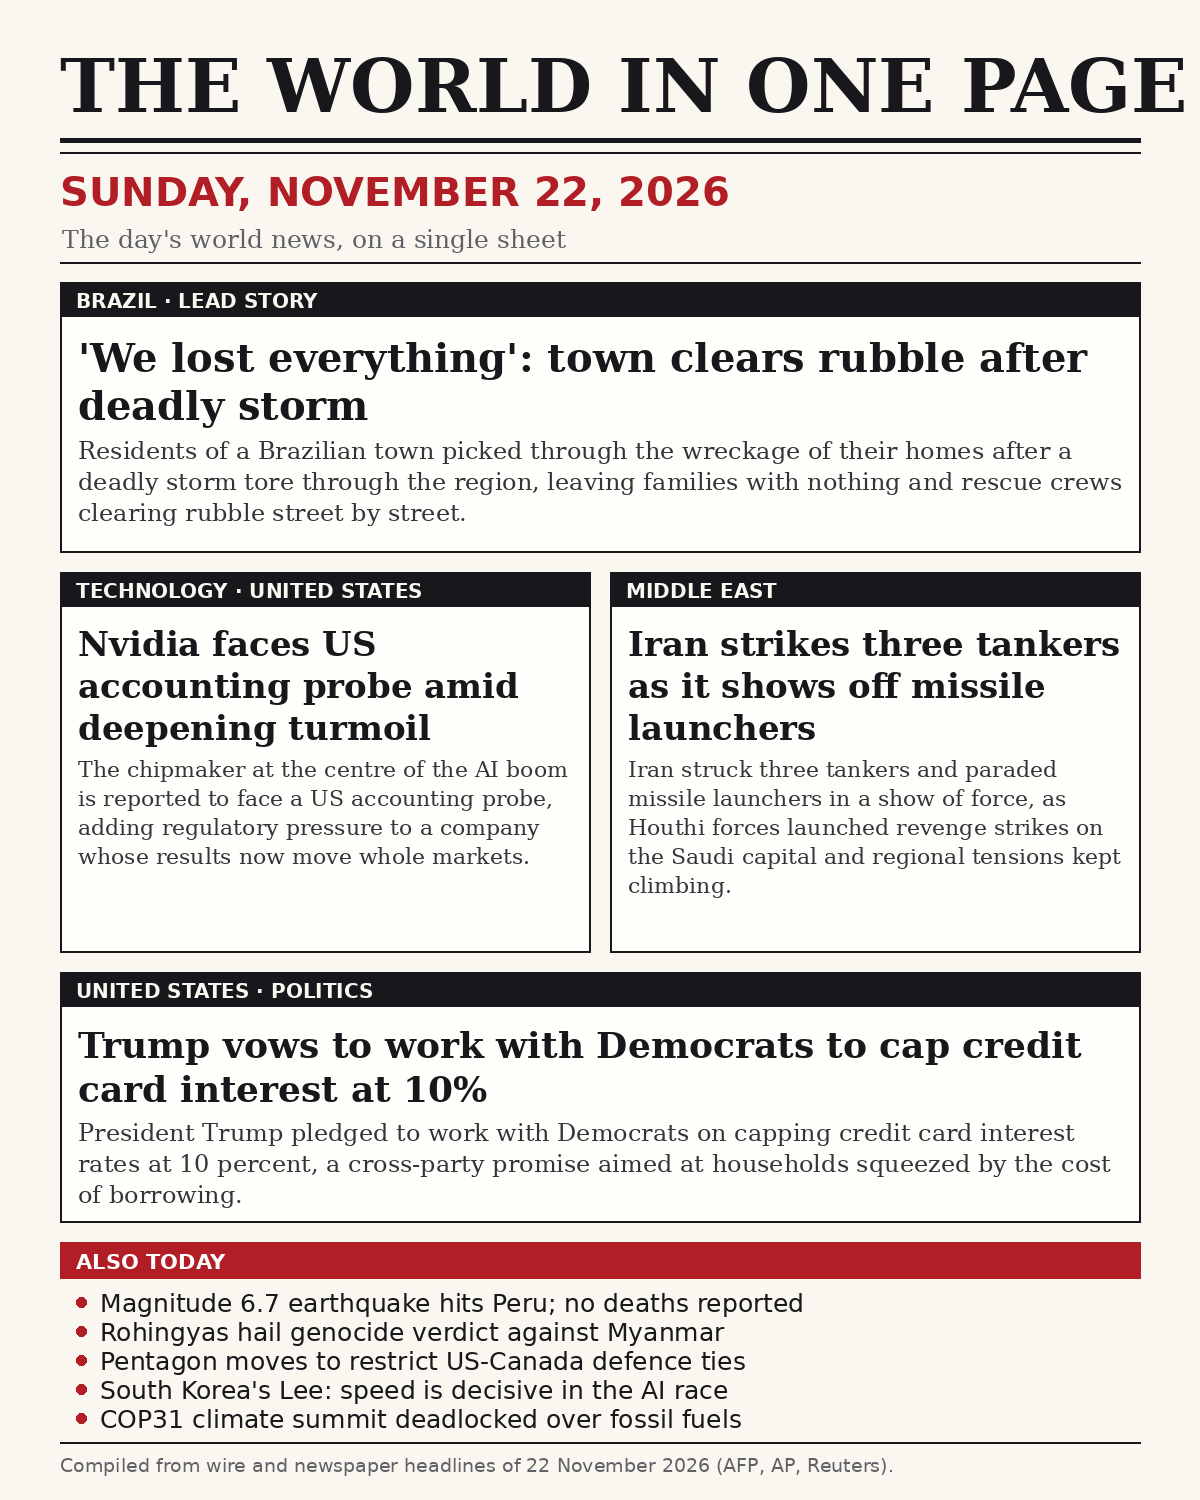 THE WORLD IN ONE PAGE
SUNDAY, NOVEMBER 22, 2026
The day's world news, on a single sheet
BRAZIL · LEAD STORY
'We lost everything': town clears rubble after
deadly storm
Residents of a Brazilian town picked through the wreckage of their homes after a
deadly storm tore through the region, leaving families with nothing and rescue crews
clearing rubble street by street.
TECHNOLOGY · UNITED STATES
Nvidia faces US
accounting probe amid
deepening turmoil
The chipmaker at the centre of the AI boom
is reported to face a US accounting probe,
adding regulatory pressure to a company
whose results now move whole markets.
MIDDLE EAST
Iran strikes three tankers
as it shows off missile
launchers
Iran struck three tankers and paraded
missile launchers in a show of force, as
Houthi forces launched revenge strikes on
the Saudi capital and regional tensions kept
climbing.
UNITED STATES · POLITICS
Trump vows to work with Democrats to cap credit
card interest at 10%
President Trump pledged to work with Democrats on capping credit card interest
rates at 10 percent, a cross-party promise aimed at households squeezed by the cost
of borrowing.
ALSO TODAY
● Magnitude 6.7 earthquake hits Peru; no deaths reported
● Rohingyas hail genocide verdict against Myanmar
● Pentagon moves to restrict US-Canada defence ties
● South Korea's Lee: speed is decisive in the AI race
● COP31 climate summit deadlocked over fossil fuels
Compiled from wire and newspaper headlines of 22 November 2026 (AFP, AP, Reuters).